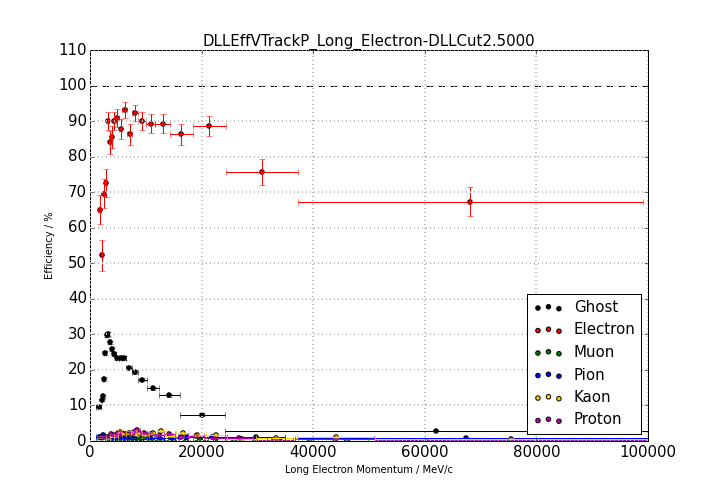 DLLEffVTrackP_Long_Electron-DLLCut2.5000
110
100
90
80
70
60
50
40
30
20
10
0
Efficiency / %
Ghost
Electron
Muon
Pion
Kaon
Proton
0 20000 40000 60000 80000 100000
Long Electron Momentum / MeV/c